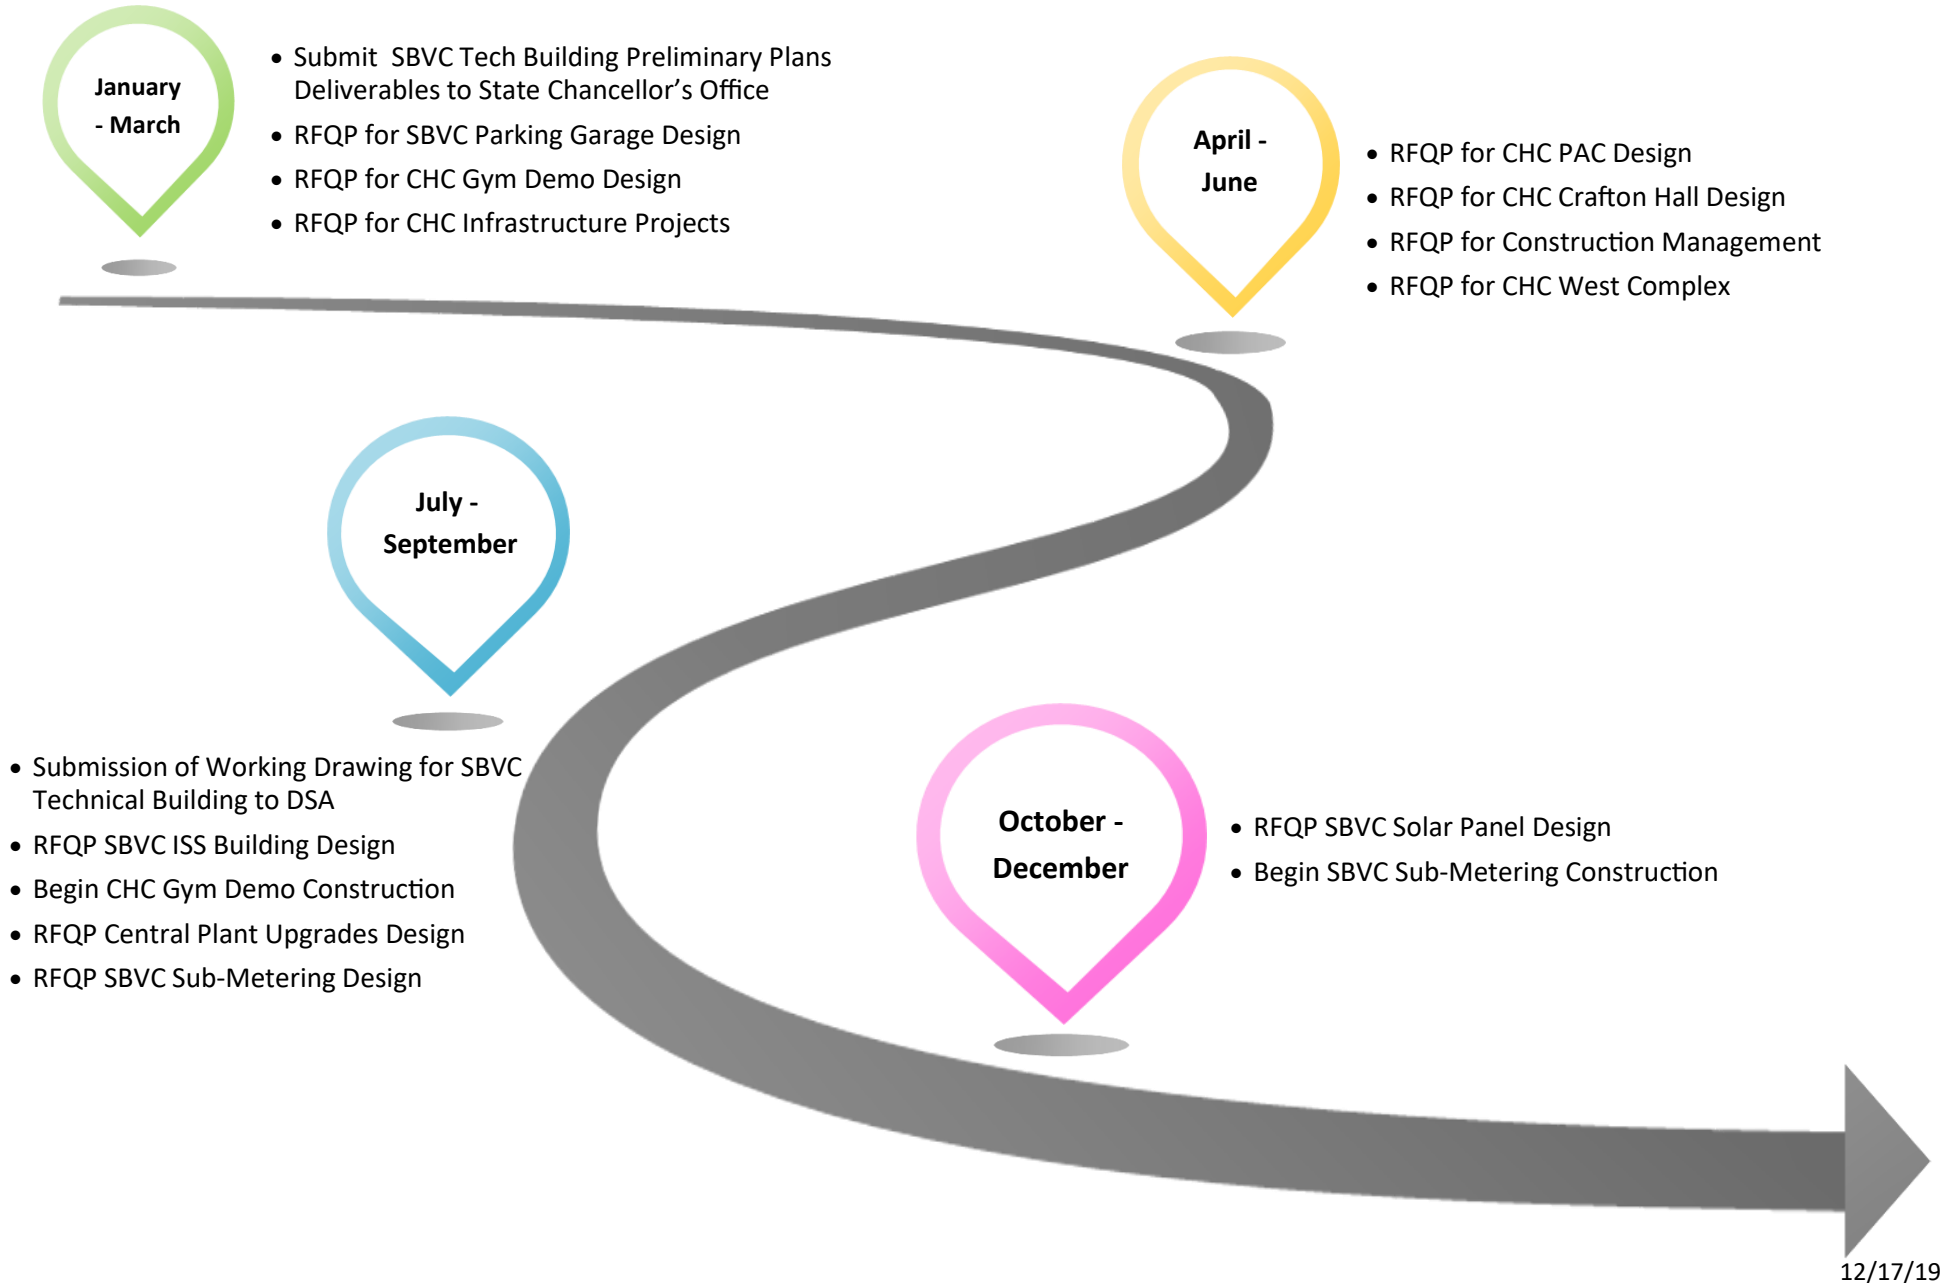 January
- March
• Submit SBVC Tech Building Preliminary Plans
Deliverables to State Chancellor’s Office
• RFQP for SBVC Parking Garage Design
• RFQP for CHC Gym Demo Design
• RFQP for CHC Infrastructure Projects
April -
June
• RFQP for CHC PAC Design
• RFQP for CHC Crafton Hall Design
• RFQP for Construction Management
• RFQP for CHC West Complex
July -
September
• Submission of Working Drawing for SBVC
Technical Building to DSA
• RFQP SBVC ISS Building Design
• Begin CHC Gym Demo Construction
• RFQP Central Plant Upgrades Design
• RFQP SBVC Sub-Metering Design
October -
December
• RFQP SBVC Solar Panel Design
• Begin SBVC Sub-Metering Construction
12/17/19